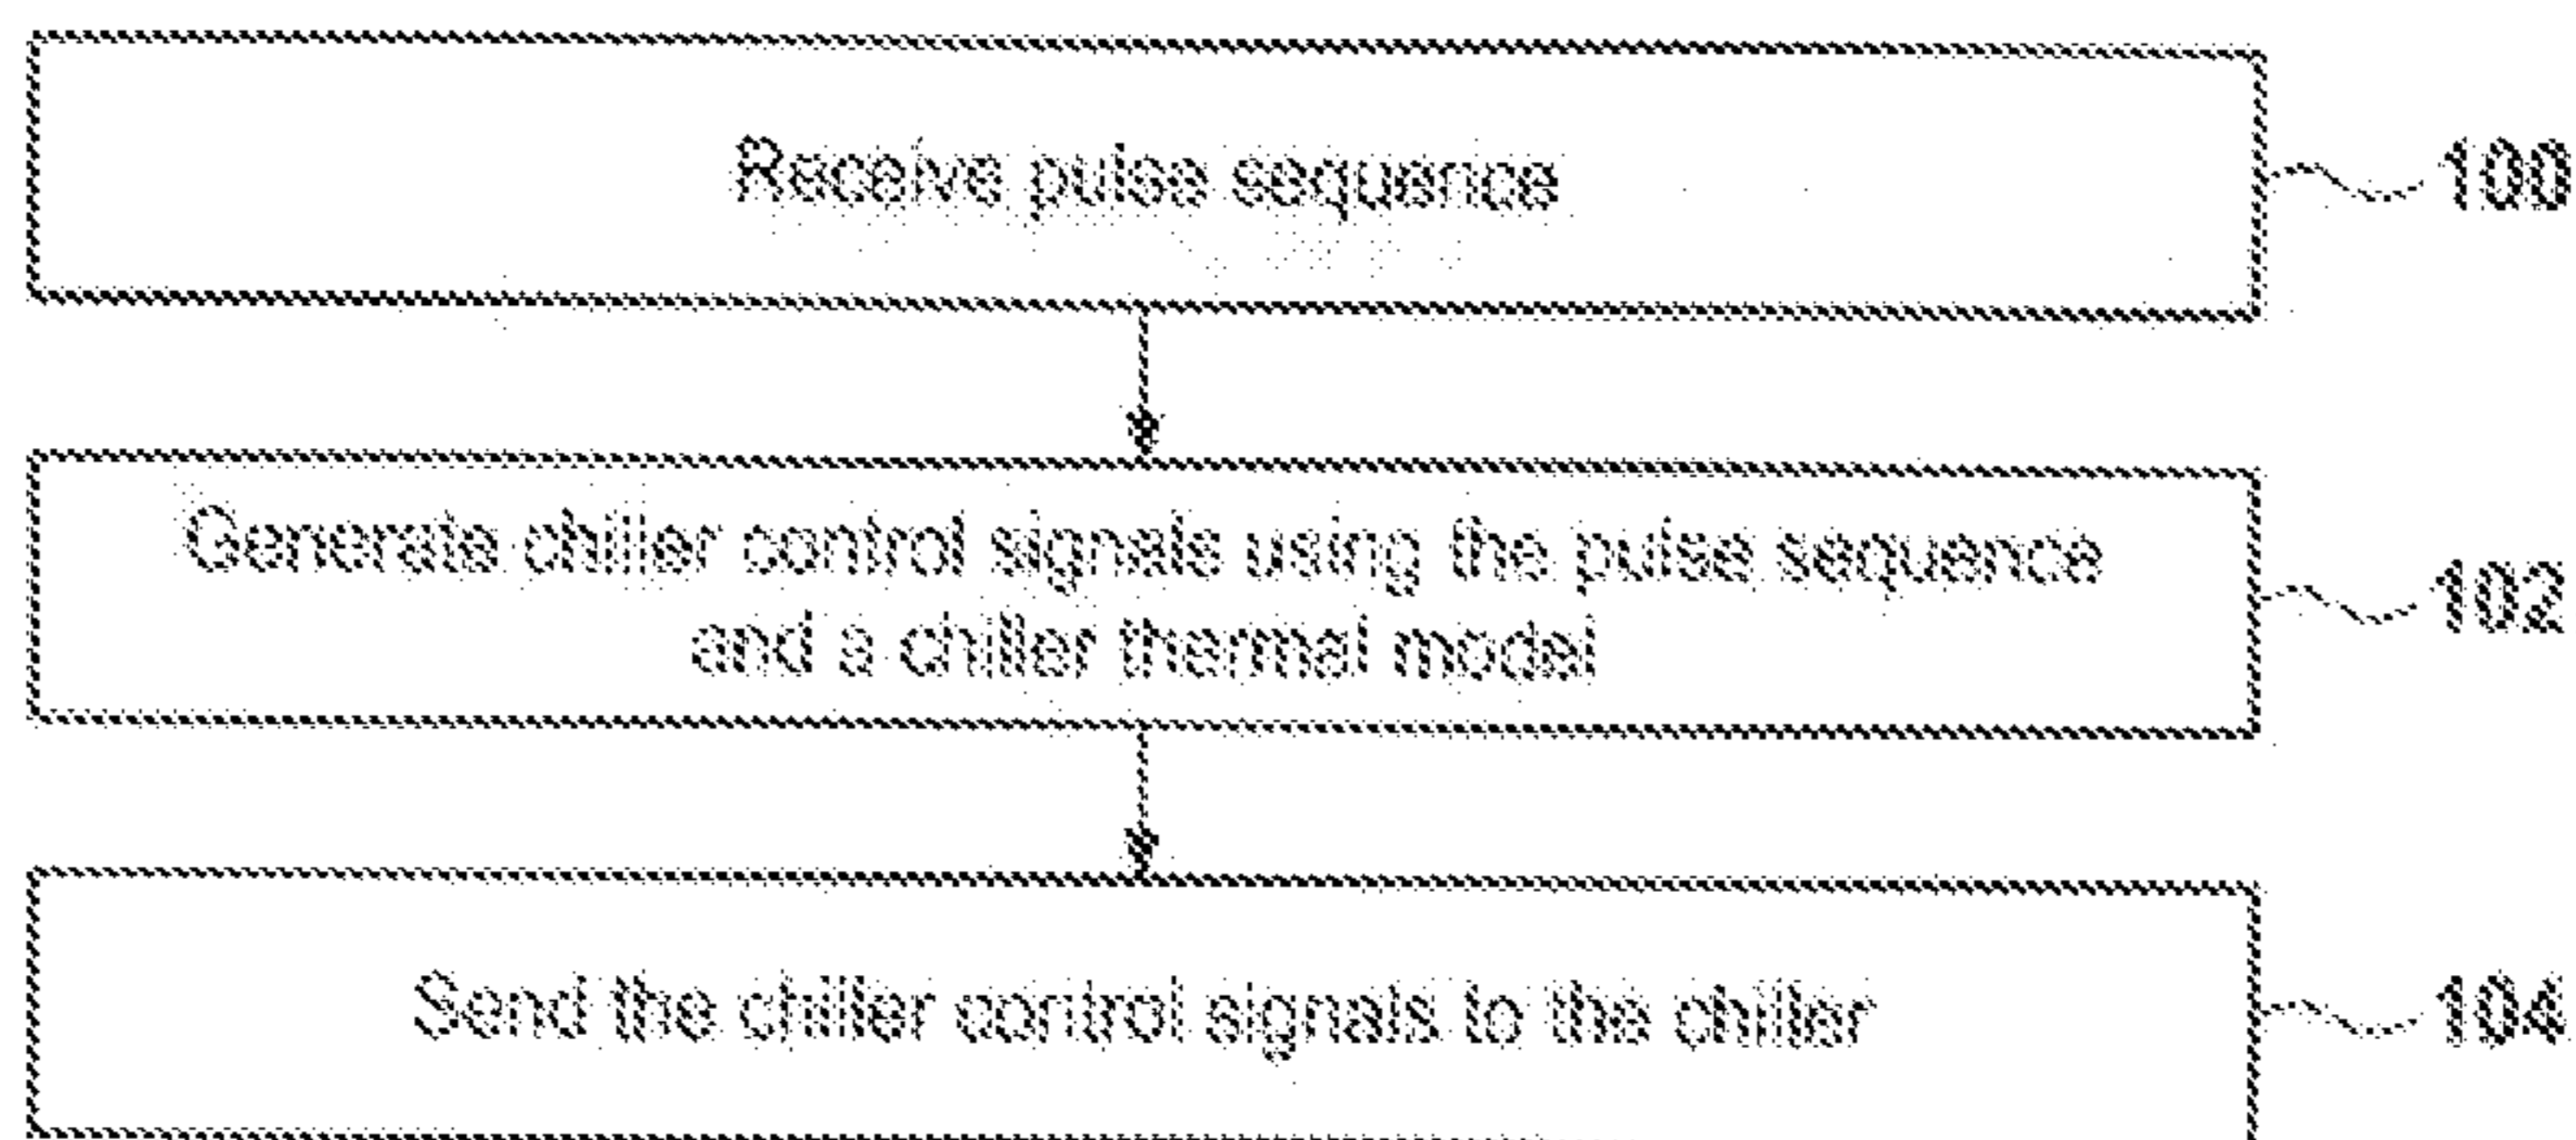 Receive pulse sequence
100
Generate chiller control signals using the pulse sequence
and a chiller thermal model
102
Send the chiller control signals to the chiller
104